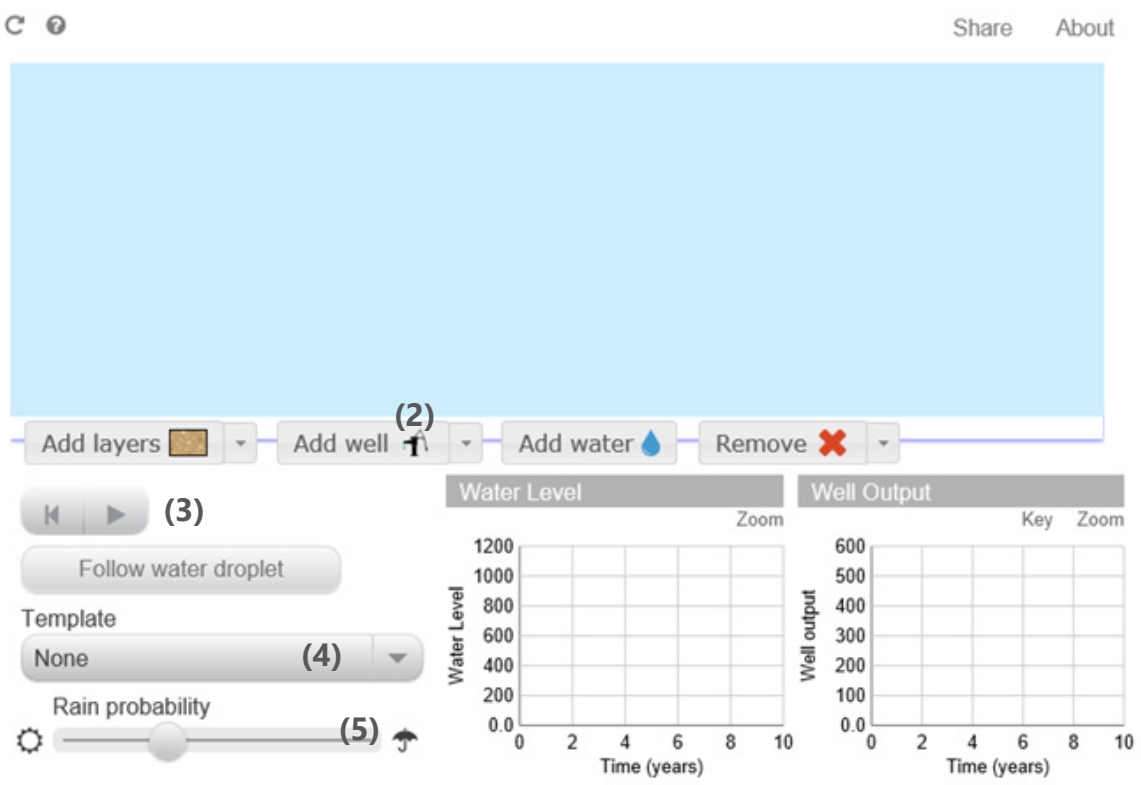 Share About
(2)
Add layers Add well Add water Remove
(3)
Follow water droplet
Template
None (4)
Rain probability
(5)
Water Level
Zoom
1200
1000
800
600
400
200
0.0
Water Level
0 2 4 6 8 10
Time (years)
Well Output
Key Zoom
600
500
400
300
200
100
0.0
Well output
0 2 4 6 8 10
Time (years)